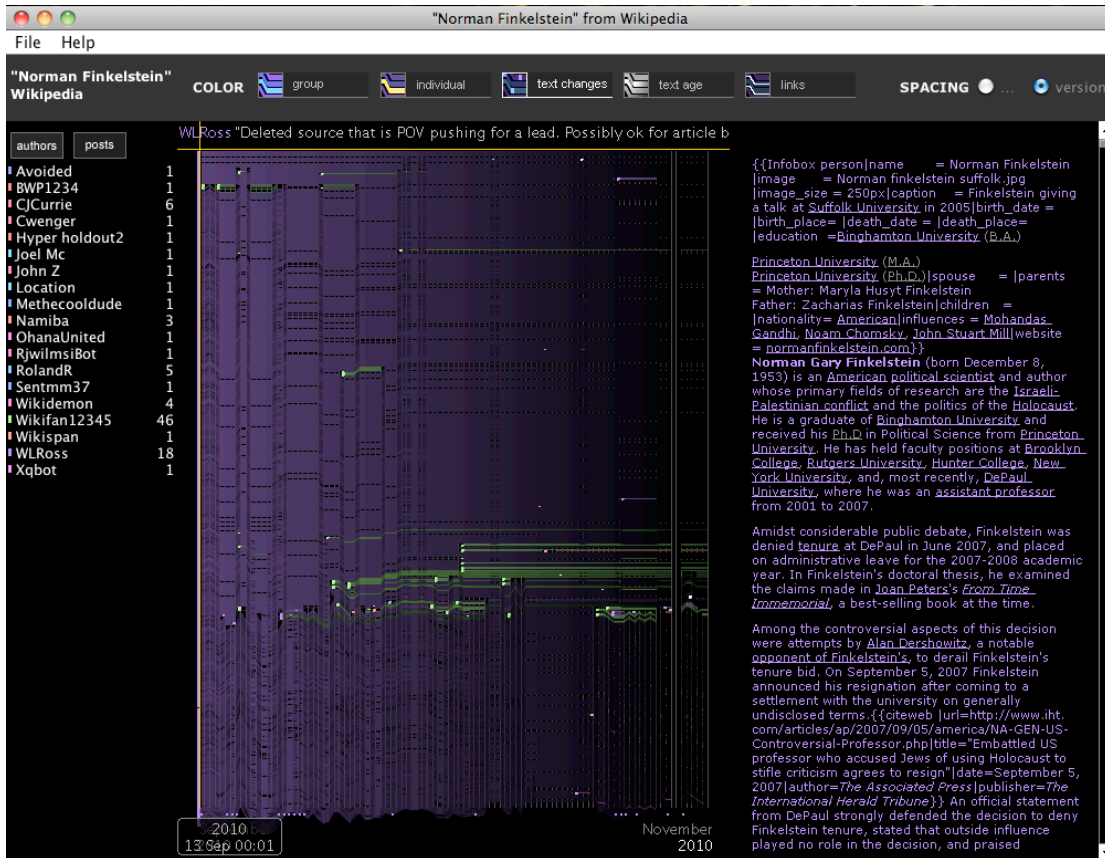 "Norman Finkelstein" from Wikipedia
File Help
"Norman Finkelstein"
Wikipedia
COLOR group individual text changes text age links SPACING ... version
authors posts
WLRoss "Deleted source that is POV pushing for a lead. Possibly ok for article b
Avoided 1
BWP1234 1
CJCurrie 6
Cwenger 1
Hyper holdout2 1
Joel Mc 1
John Z 1
Location 1
Methecooldude 1
Namiba 3
OhanaUnited 1
RjwilmsiBot 1
RolandR 5
Sentmm37 1
Wikidemon 4
Wikifan12345 46
Wikispan 1
WLRoss 18
Xqbot 1
2010
13 Sep 00:01
November
2010
{{Infobox person|name = Norman Finkelstein
|image = Norman finkelstein suffolk.jpg
|image_size = 250px|caption = Finkelstein giving
a talk at Suffolk University in 2005|birth_date =
|birth_place= |death_date = |death_place=
|education =Binghamton University (B.A.)
Princeton University (M.A.)
Princeton University (Ph.D.)|spouse = |parents
= Mother: Maryla Husyt Finkelstein
Father: Zacharias Finkelstein|children =
|nationality= American|influences = Mohandas
Gandhi, Noam Chomsky, John Stuart Mill|website
= normanfinkelstein.com}}
Norman Gary Finkelstein (born December 8,
1953) is an American political scientist and author
whose primary fields of research are the Israeli-
Palestinian conflict and the politics of the Holocaust.
He is a graduate of Binghamton University and
received his Ph.D in Political Science from Princeton
University. He has held faculty positions at Brooklyn
College, Rutgers University, Hunter College, New
York University, and, most recently, DePaul
University, where he was an assistant professor
from 2001 to 2007.
Amidst considerable public debate, Finkelstein was
denied tenure at DePaul in June 2007, and placed
on administrative leave for the 2007-2008 academic
year. In Finkelstein's doctoral thesis, he examined
the claims made in Joan Peters's From Time
Immemorial, a best-selling book at the time.
Among the controversial aspects of this decision
were attempts by Alan Dershowitz, a notable
opponent of Finkelstein's, to derail Finkelstein's
tenure bid. On September 5, 2007 Finkelstein
announced his resignation after coming to a
settlement with the university on generally
undisclosed terms.{{citeweb |url=http://www.iht.
com/articles/ap/2007/09/05/america/NA-GEN-US-
Controversial-Professor.php|title="Embattled US
professor who accused Jews of using Holocaust to
stifle criticism agrees to resign"|date=September 5,
2007|author=The Associated Press|publisher=The
International Herald Tribune}} An official statement
from DePaul strongly defended the decision to deny
Finkelstein tenure, stated that outside influence
played no role in the decision, and praised